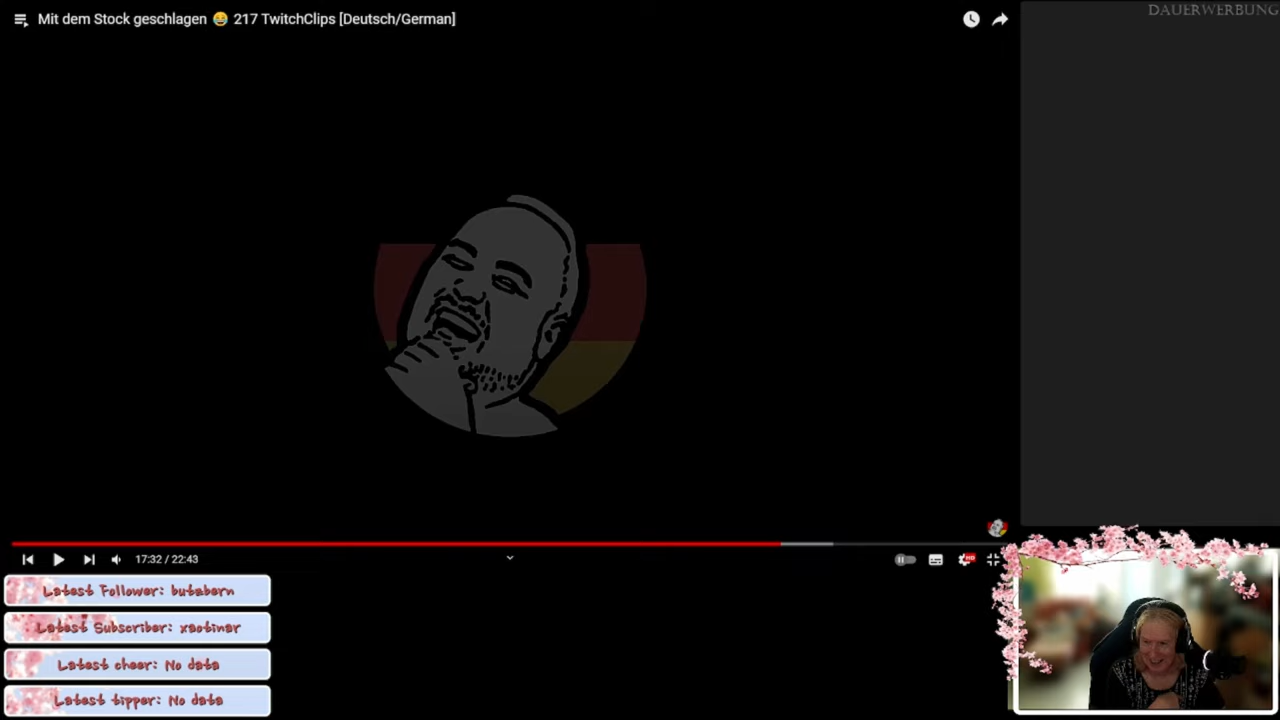 Mit dem Stock geschlagen 😂 217 TwitchClips [Deutsch/German]
DAUERWERBUNG
17:32 / 22:43
HD
Latest Follower: butabern
Latest Subscriber: xaotinar
Latest cheer: No data
Latest tipper: No data